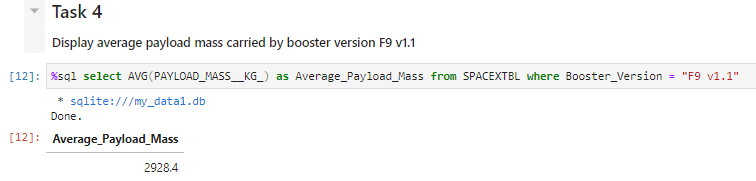 Task 4
Display average payload mass carried by booster version F9 v1.1
[12]: %sql select AVG(PAYLOAD_MASS__KG_) as Average_Payload_Mass from SPACEXTBL where Booster_Version = "F9 v1.1"
* sqlite:///my_data1.db
Done.
[12]: Average_Payload_Mass
2928.4